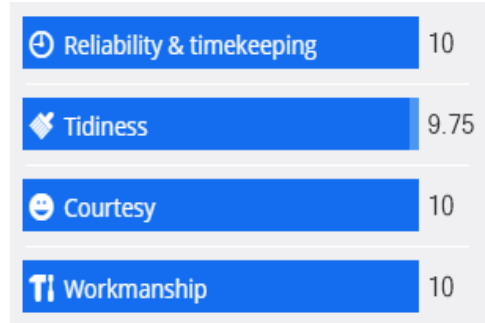 Reliability & timekeeping 10
Tidiness 9.75
Courtesy 10
Workmanship 10